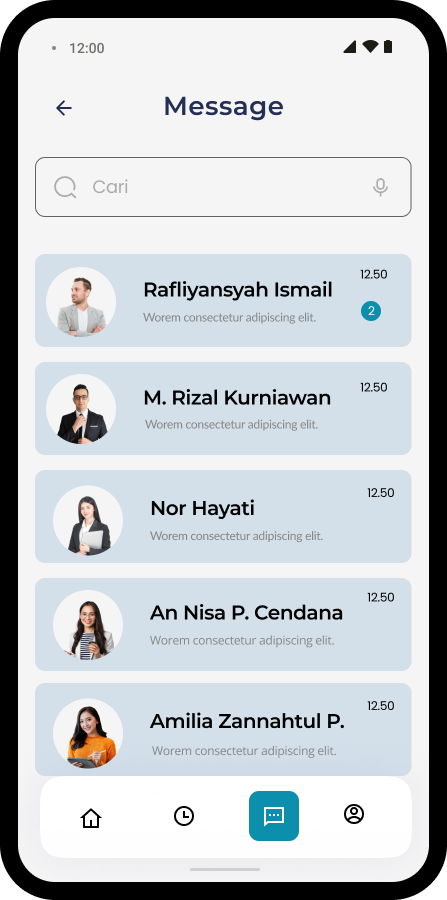 12:00
Message
Cari
Rafliyansyah Ismail
12.50
Worem consectetur adipiscing elit.
2
M. Rizal Kurniawan
12.50
Worem consectetur adipiscing elit.
12.50
Nor Hayati
Worem consectetur adipiscing elit.
12.50
An Nisa P. Cendana
Worem consectetur adipiscing elit.
12.50
Amilia Zannahtul P.
Worem consectetur adipiscing elit.